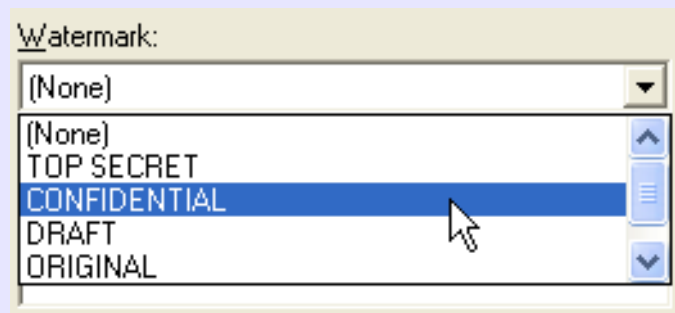 Watermark:
(None)
(None)
TOP SECRET
CONFIDENTIAL
DRAFT
ORIGINAL